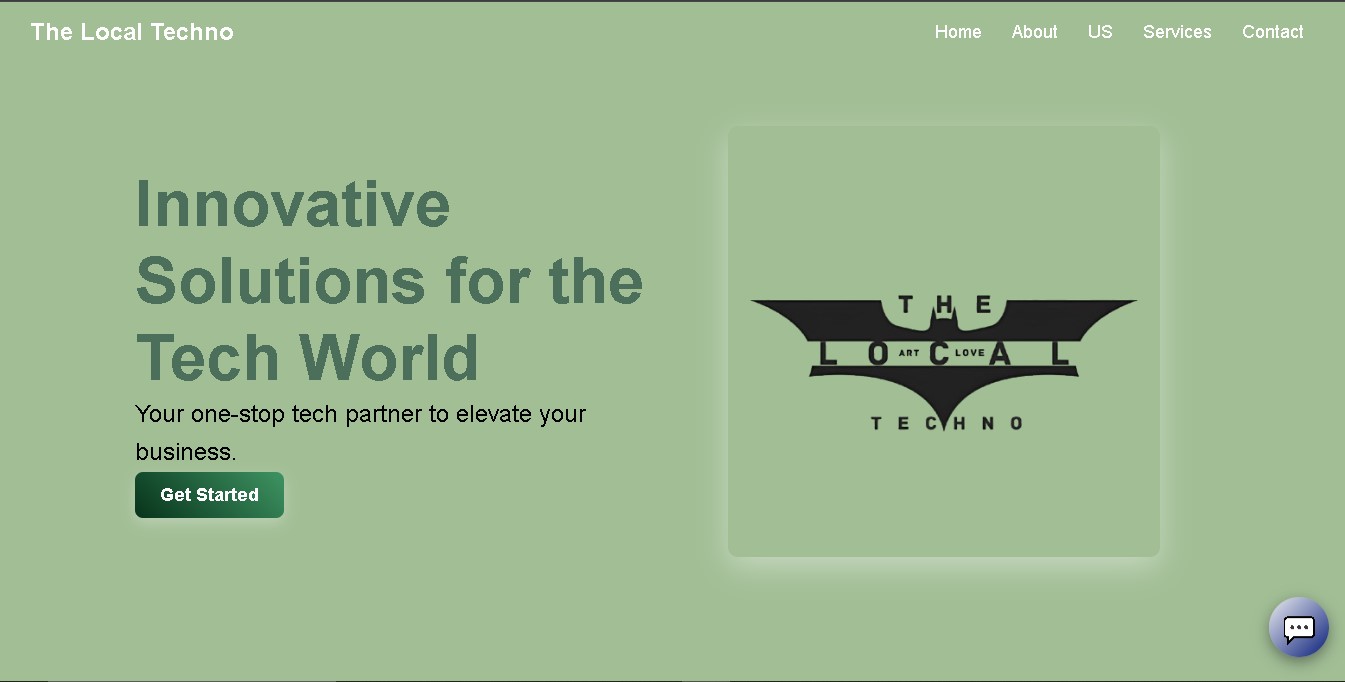 The Local Techno
Home About US Services Contact
Innovative
Solutions for the
Tech World
Your one-stop tech partner to elevate your
business.
Get Started
THE
LOCAL
ART LOVE
TECHNO